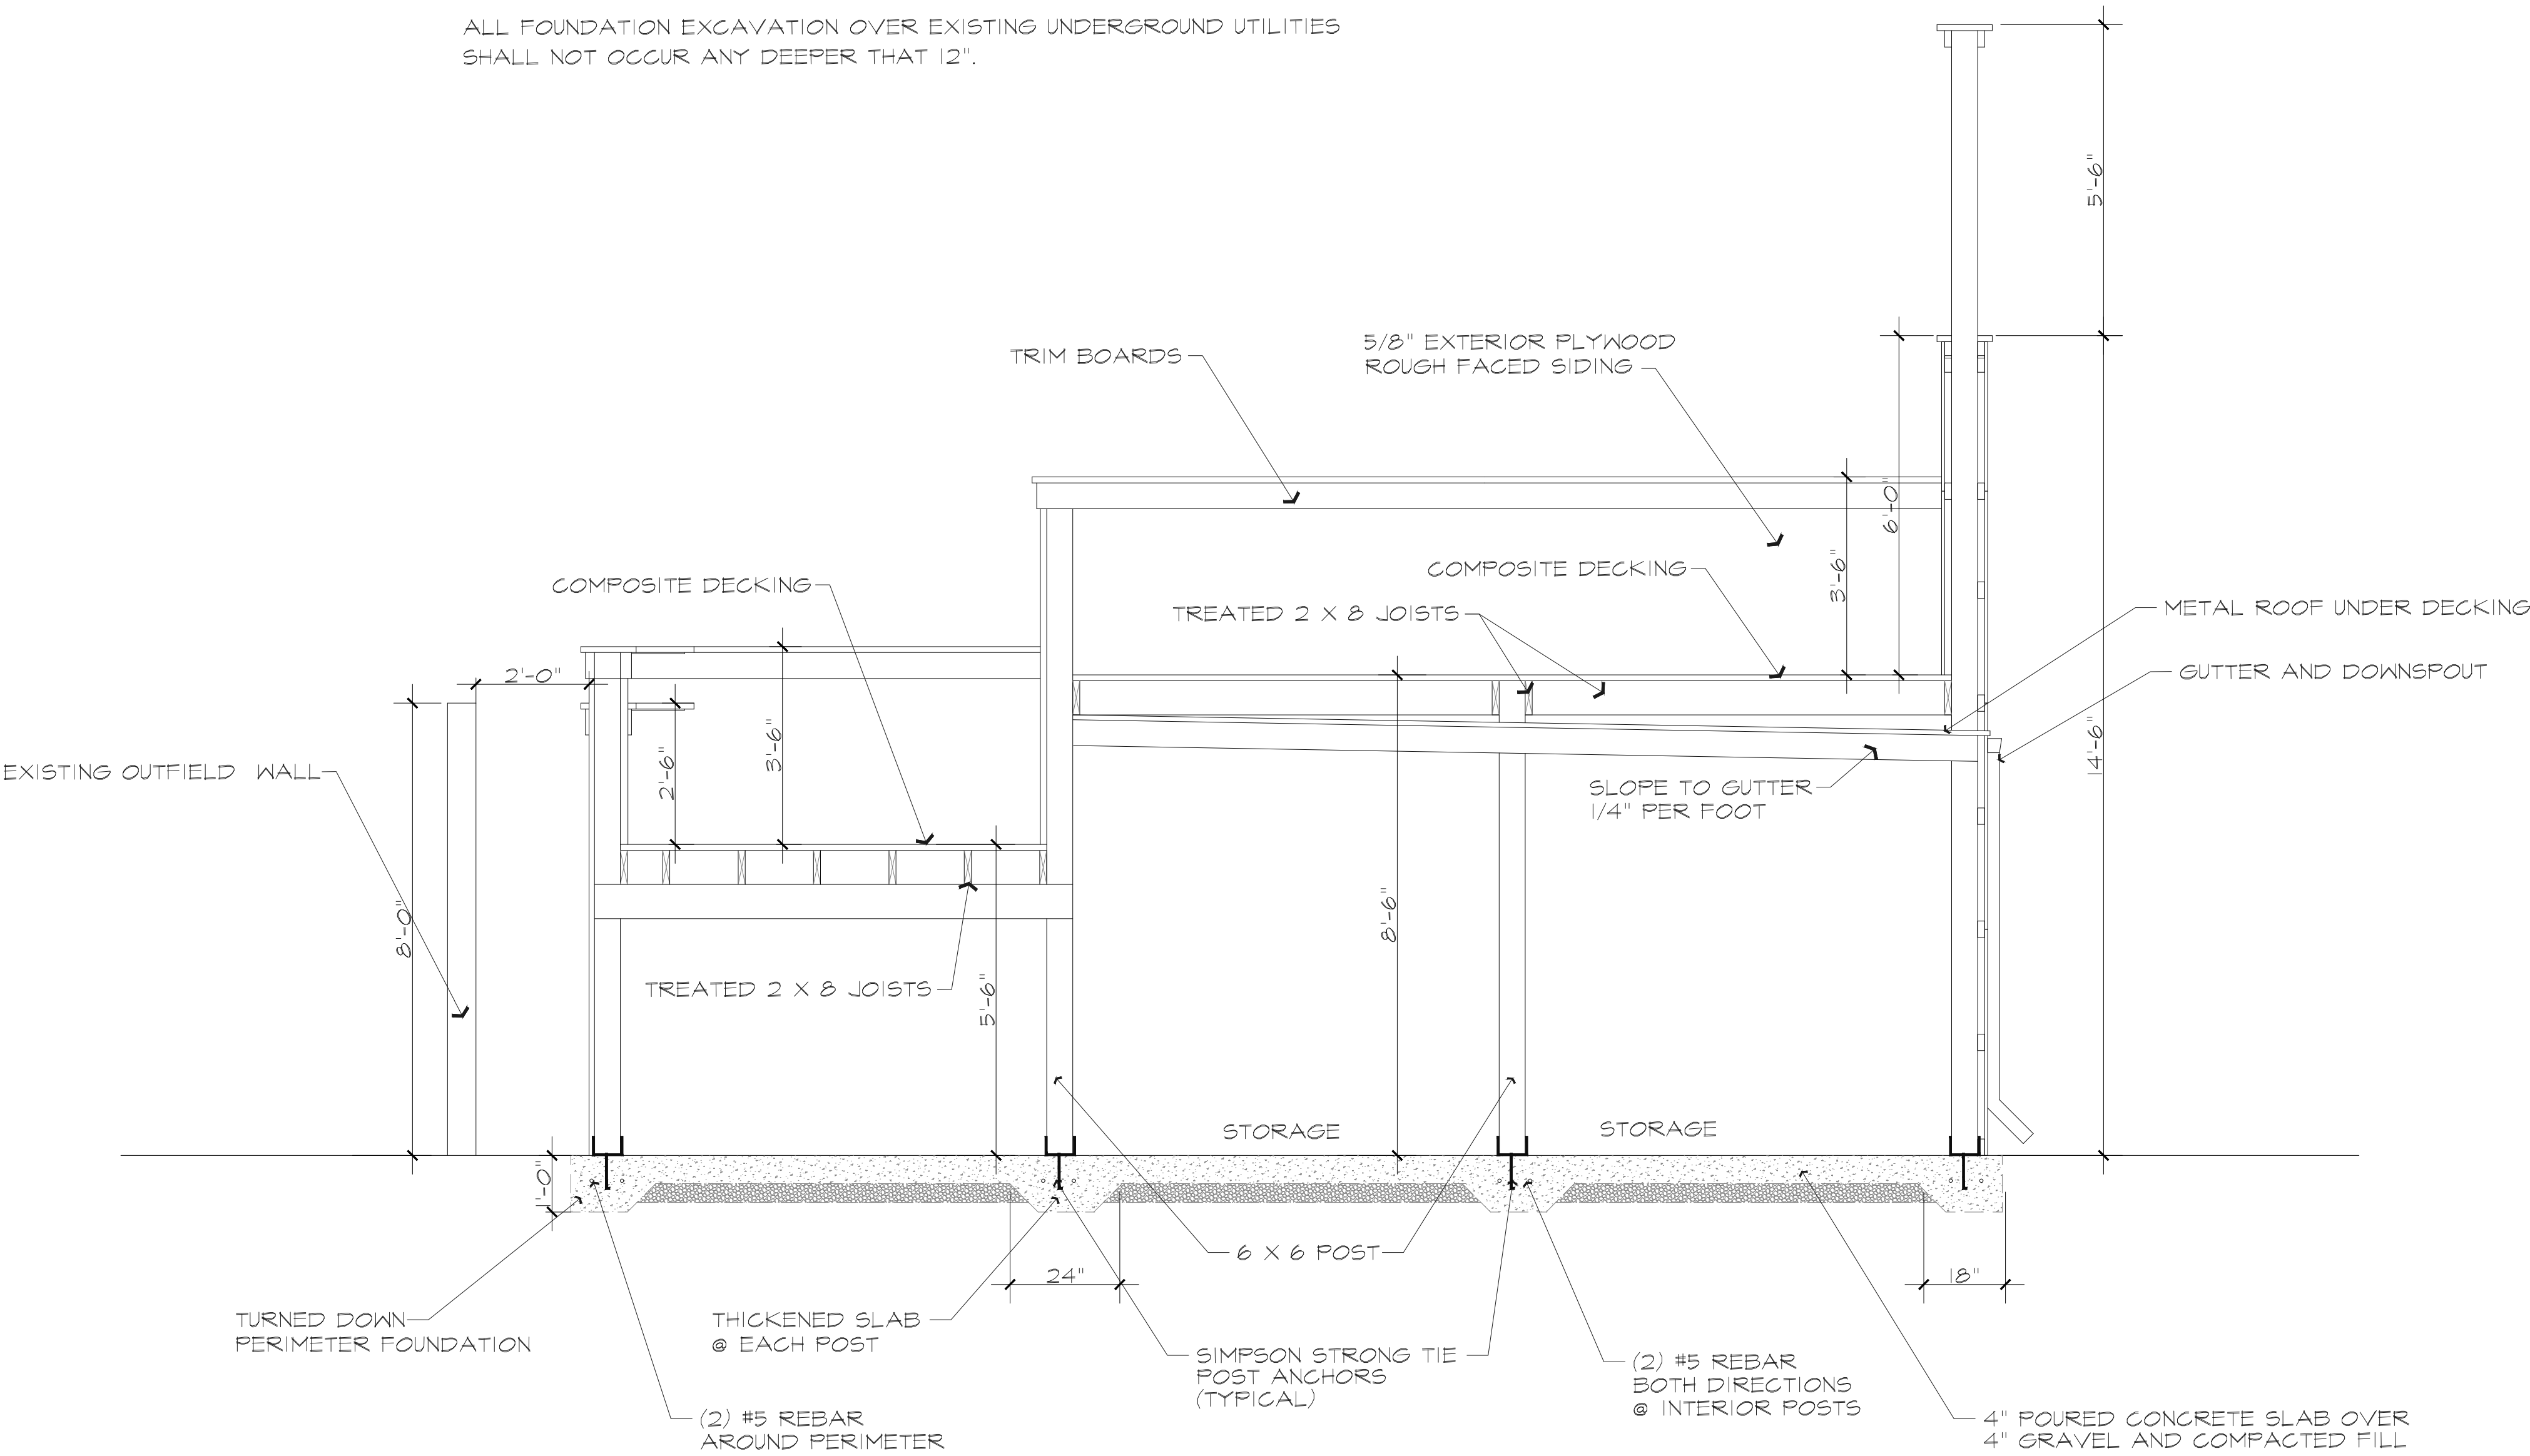 ALL FOUNDATION EXCAVATION OVER EXISTING UNDERGROUND UTILITIES
SHALL NOT OCCUR ANY DEEPER THAT 12".
5'-6"
TRIM BOARDS
5/8" EXTERIOR PLYWOOD
ROUGH FACED SIDING
6'-0"
3'-6"
COMPOSITE DECKING
COMPOSITE DECKING
TREATED 2 X 8 JOISTS
METAL ROOF UNDER DECKING
GUTTER AND DOWNSPOUT
2'-0"
3'-6"
2'-6"
14'-6"
EXISTING OUTFIELD WALL
SLOPE TO GUTTER
1/4" PER FOOT
8'-0"
8'-6"
TREATED 2 X 8 JOISTS
5'-6"
STORAGE
STORAGE
1'-0"
6 X 6 POST
24"
18"
TURNED DOWN
PERIMETER FOUNDATION
THICKENED SLAB
@ EACH POST
SIMPSON STRONG TIE
POST ANCHORS
(TYPICAL)
(2) #5 REBAR
BOTH DIRECTIONS
@ INTERIOR POSTS
(2) #5 REBAR
AROUND PERIMETER
4" POURED CONCRETE SLAB OVER
4" GRAVEL AND COMPACTED FILL